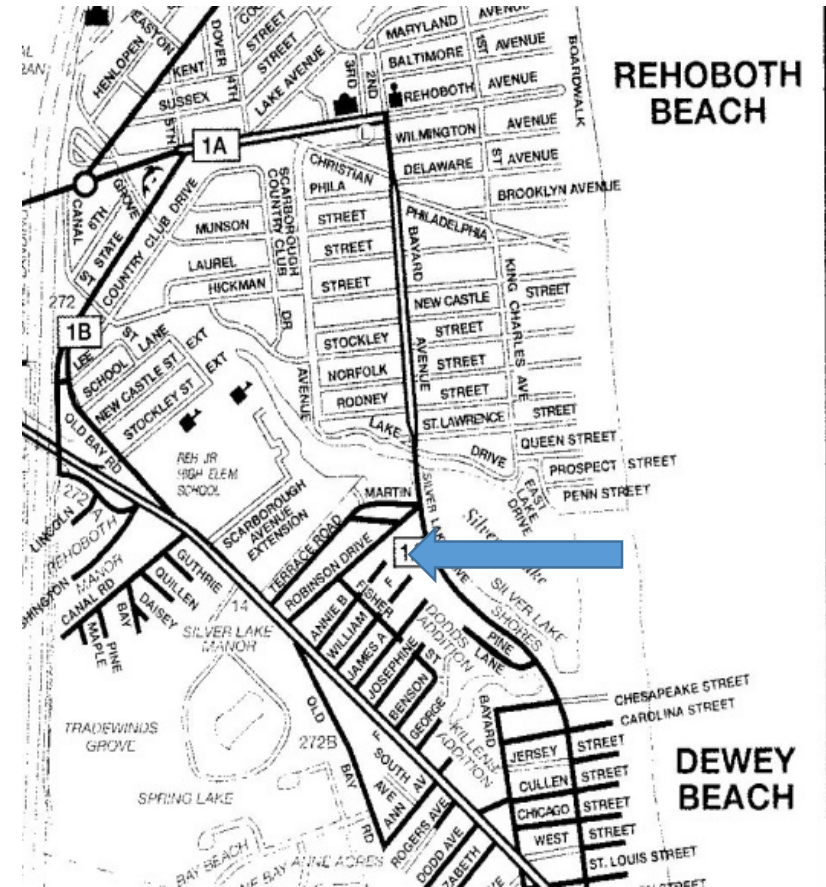 REHOBOTH
BEACH
MARYLAND
AVENUE
BALTIMORE
1ST
AVENUE
REHOBOTH
AVENUE
BOARDWALK
WILMINGTON
AVENUE
DELAWARE
ST
AVENUE
BROOKLYN AVENUE
EASTON
HENLOPEN
DOVER
4TH
KENT
SUSSEX
5TH
STREET
STREET
LAKE AVENUE
3RD
2ND
1A
CANAL
GROVE
6TH
STATE
ST
COUNTRY CLUB DRIVE
SCARBOROUGH
COUNTRY CLUB
DR
CHRISTIAN
PHILA
STREET
STREET
STREET
PHILADELPHIA
MUNSON
LAUREL
HICKMAN
BAYARD
AVENUE
KING CHARLES AVE
NEW CASTLE
STREET
STREET
STREET
STREET
ST. LAWRENCE
STREET
STOCKLEY
NORFOLK
RODNEY
AVENUE
LAKE
DRIVE
QUEEN STREET
PROSPECT STREET
PENN STREET
EAST
LAKE
DRIVE
272
1B
LEE
ST
SCHOOL LANE
NEW CASTLE ST EXT
STOCKLEY ST EXT
OLD BAY RD
REH JR
HIGH ELEM
SCHOOL
272 A
LINCOLN
REHOBOTH
MANOR
CANAL RD
MAPLE
PINE
BAY
DAISEY
QUILLEN
GUTHRIE
SCARBOROUGH
AVENUE
EXTENSION
MARTIN
TERRACE ROAD
ROBINSON DRIVE
SILVER LAKE
SILVER LAKE
SHORES
14
SILVER LAKE
MANOR
ANNIE B
WILLIAM
JAMES A
FISHER
F
JOSEPHINE
ST
BENSON
GEORGE
DODDS
ADDITION
PINE
LANE
KILLENS
ADDITION
BAYARD
CHESAPEAKE STREET
CAROLINA STREET
JERSEY
STREET
CULLEN
STREET
CHICAGO
STREET
WEST
STREET
ST. LOUIS STREET
DEWEY
BEACH
TRADEWINDS
GROVE
SPRING LAKE
OLD
BAY
RD
272B
F
SOUTH
AVE
ANN AV
ROGERS AVE
DODD AVE
BAY BEACH
ANNE ACRES